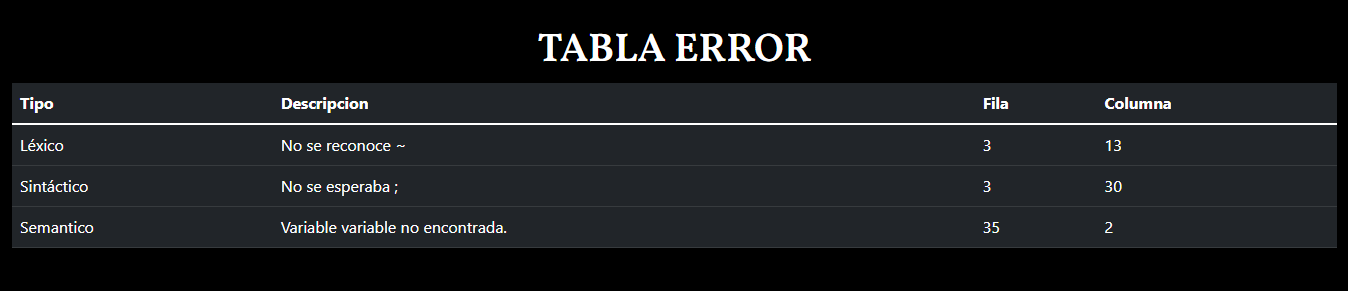 TABLA ERROR
Tipo Descripcion Fila Columna
Léxico No se reconoce ~ 3 13
Sintáctico No se esperaba ; 3 30
Semantico Variable variable no encontrada. 35 2